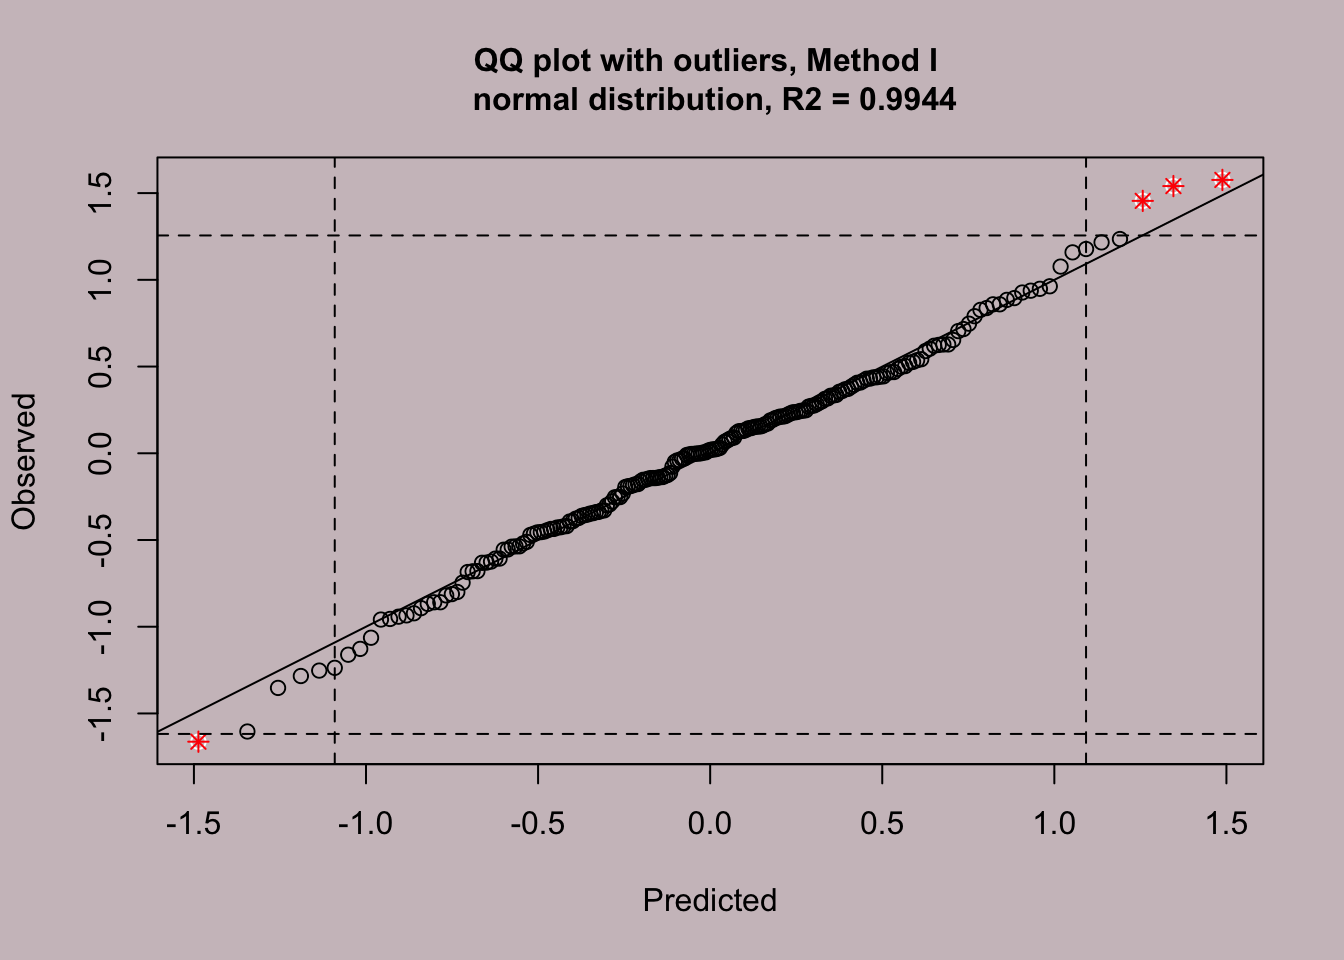 QQ plot with outliers, Method I
normal distribution, R2 = 0.9944
Observed
1.5
1.0
0.5
0.0
-0.5
-1.0
-1.5
-1.5 -1.0 -0.5 0.0 0.5 1.0 1.5
Predicted